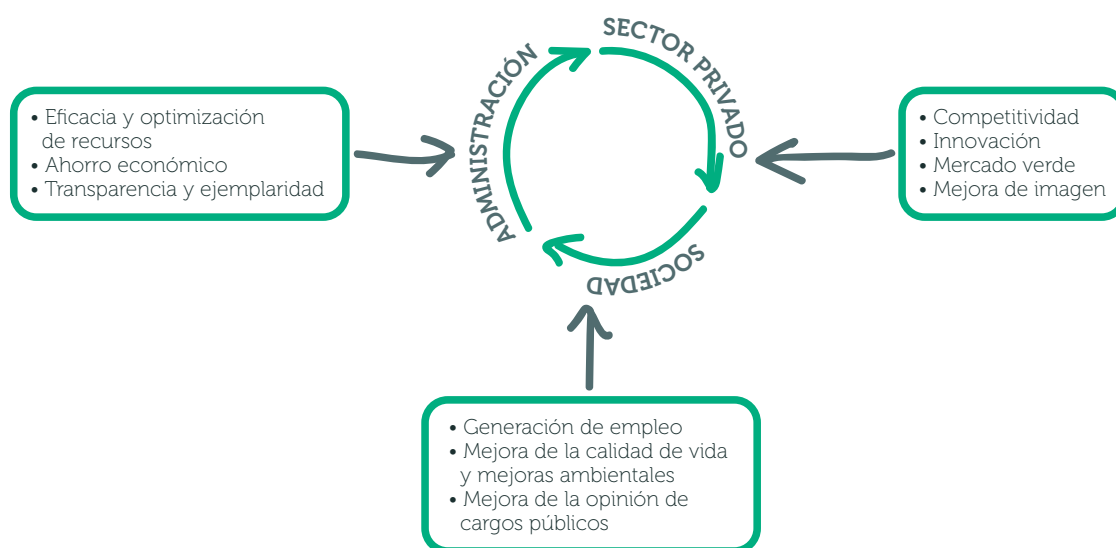 SECTOR PRIVADO
ADMINISTRACIÓN
SOCIEDAD
• Eficacia y optimización
de recursos
• Ahorro económico
• Transparencia y ejemplaridad
• Competitividad
• Innovación
• Mercado verde
• Mejora de imagen
• Generación de empleo
• Mejora de la calidad de vida
y mejoras ambientales
• Mejora de la opinión de
cargos públicos